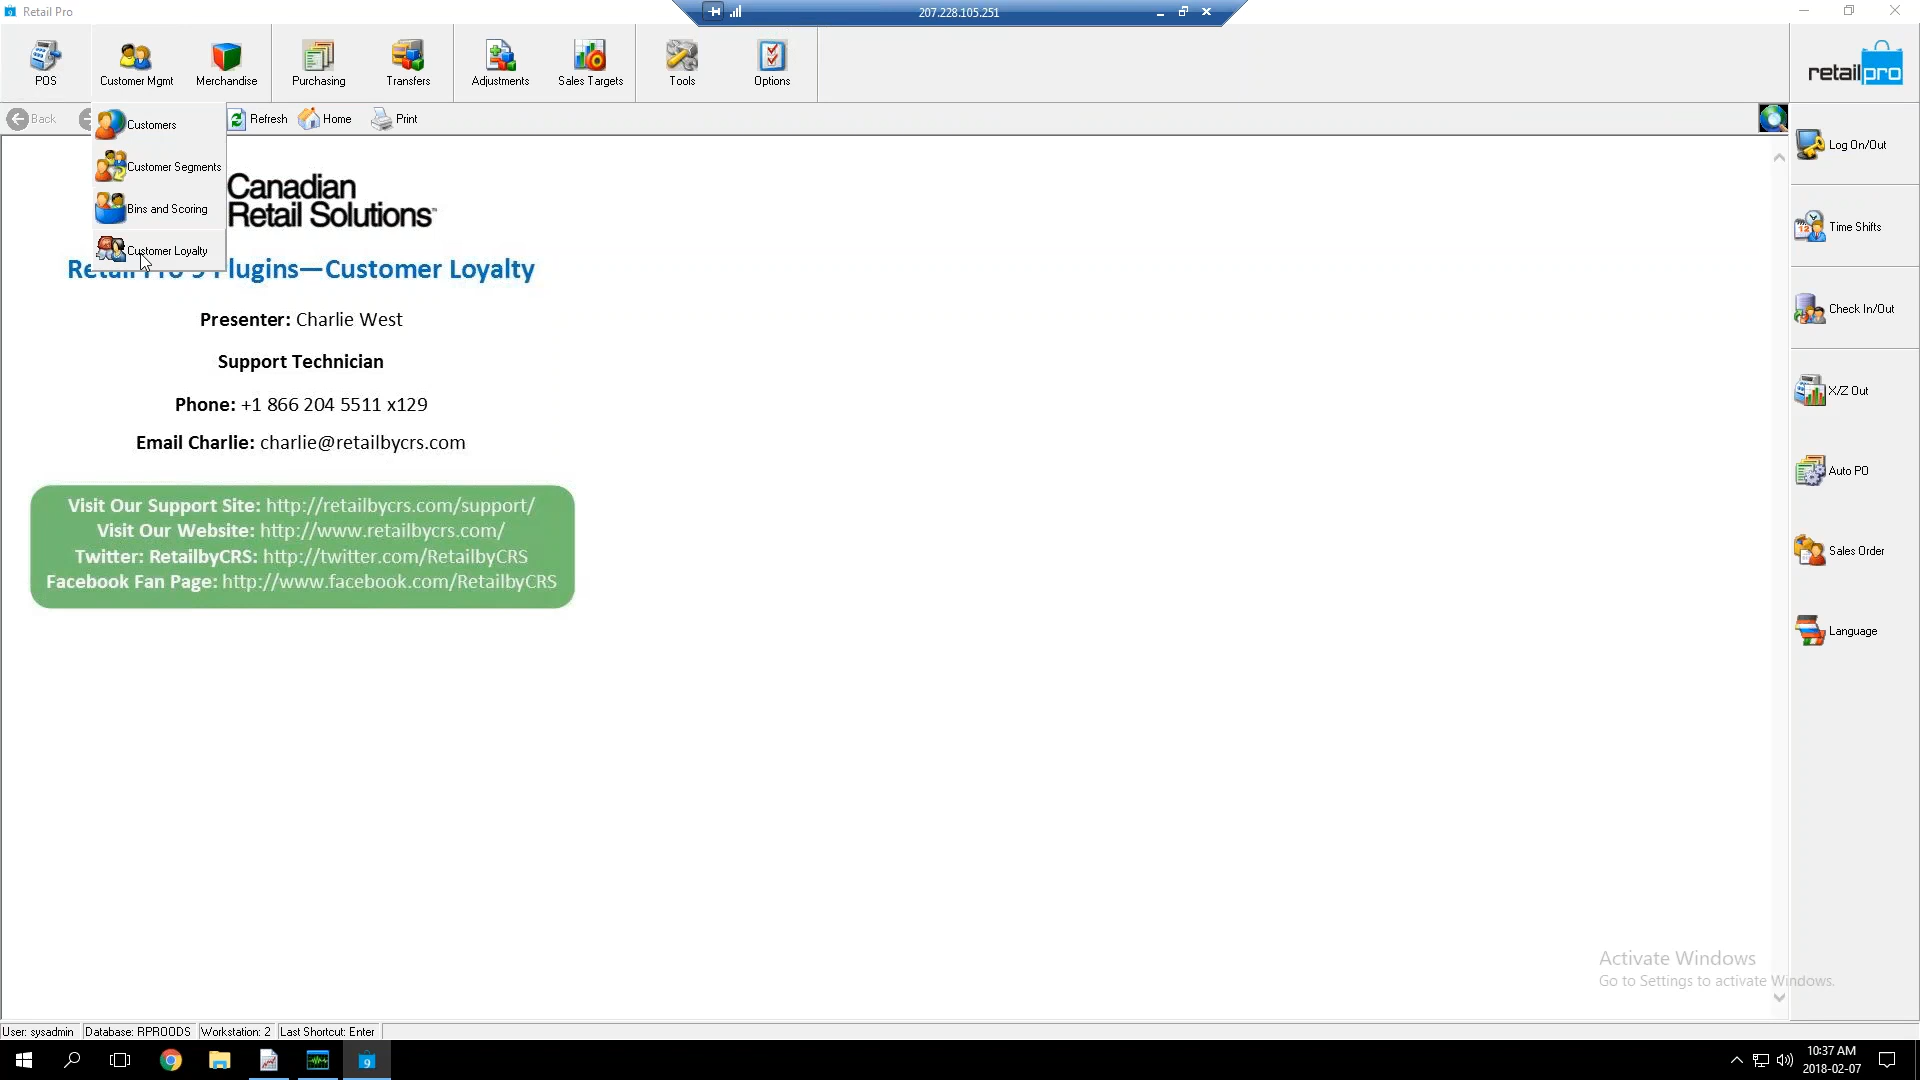 Retail Pro
207.228.105.251
POS
Customer Mgmt
Merchandise
Purchasing
Transfers
Adjustments
Sales Targets
Tools
Options
retailpro
Back
Refresh
Home
Print
Customers
Customer Segments
Bins and Scoring
Customer Loyalty
Canadian
Retail Solutions
Plugins—Customer Loyalty
Presenter: Charlie West
Support Technician
Phone: +1 866 204 5511 x129
Email Charlie: charlie@retailbycrs.com
Visit Our Support Site: http://retailbycrs.com/support/
Visit Our Website: http://www.retailbycrs.com/
Twitter: RetailbyCRS: http://twitter.com/RetailbyCRS
Facebook Fan Page: http://www.facebook.com/RetailbyCRS
Log On/Out
Time Shifts
Check In/Out
X/Z Out
Auto PO
Sales Order
Language
Activate Windows
Go to Settings to activate Windows.
User: sysadmin
Database: RPROODS
Workstation: 2
Last Shortcut: Enter
9
10:37 AM
2018-02-07